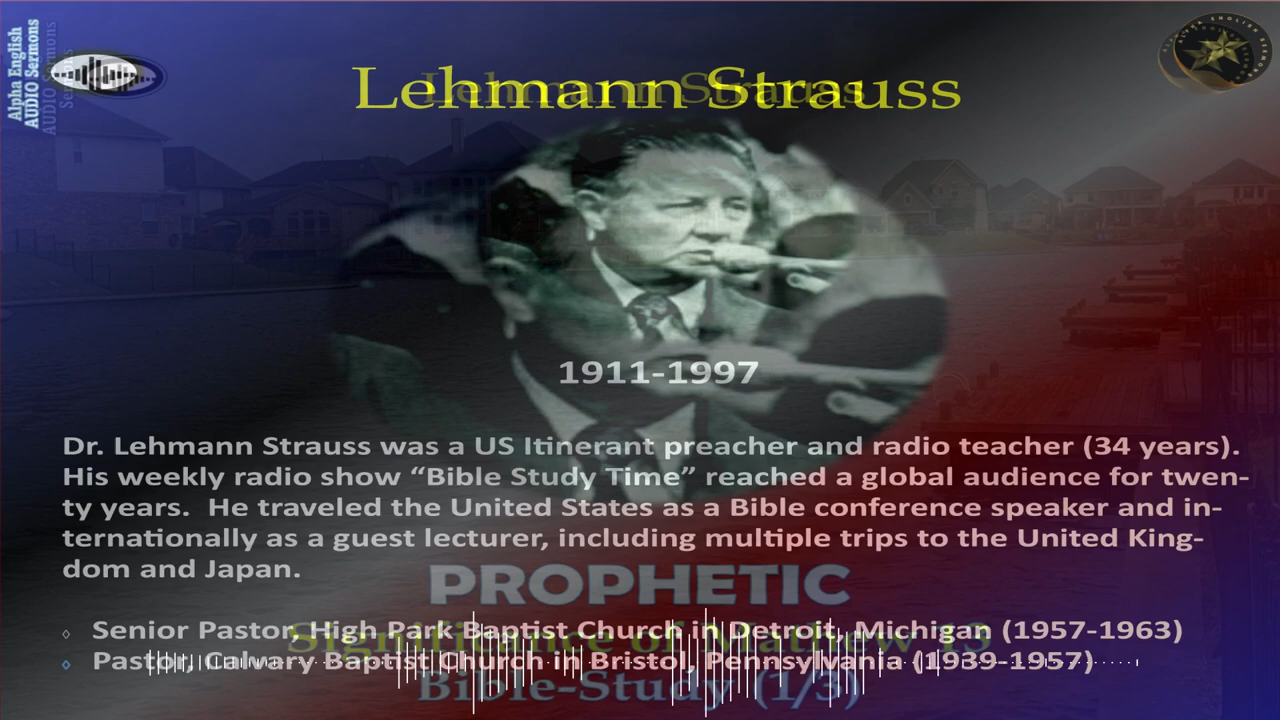 Alpha English
AUDIO Sermons
Lehmann Strauss
1911-1997
Dr. Lehmann Strauss was a US Itinerant preacher and radio teacher (34 years).
His weekly radio show “Bible Study Time” reached a global audience for twen-
ty years. He traveled the United States as a Bible conference speaker and in-
ternationally as a guest lecturer, including multiple trips to the United King-
dom and Japan.
PROPHETIC
Senior Pastor, High Park Baptist Church in Detroit, Michigan (1957-1963)
Significance of Mathew 13
Pastor, Calvary Baptist Church in Bristol, Pennsylvania (1939-1957)
Bible-Study (1/3)